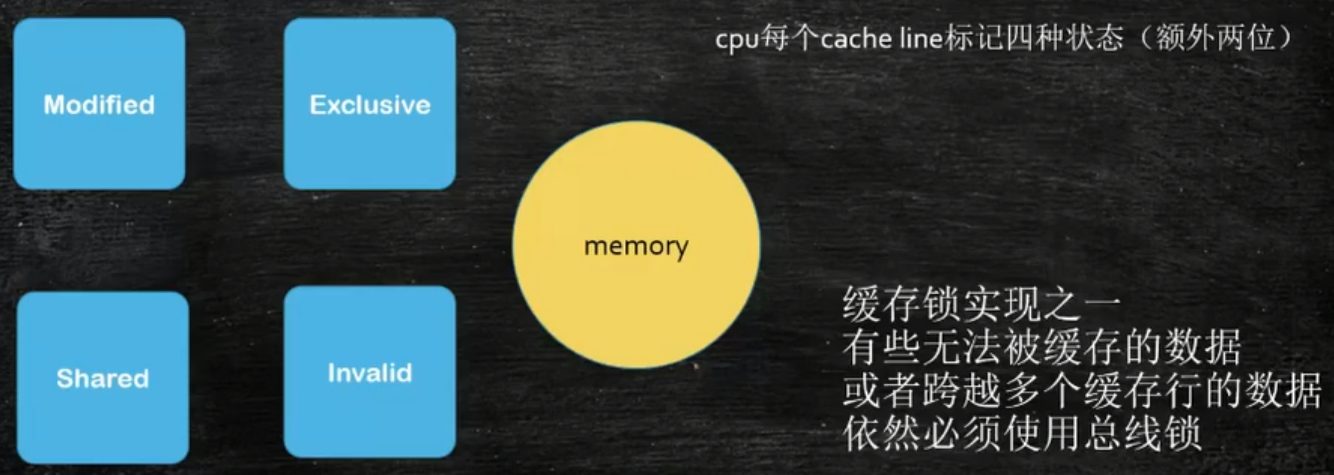 cpu每个cache line标记四种状态（额外两位）
Modified
Exclusive
memory
Shared
Invalid
缓存锁实现之一
有些无法被缓存的数据
或者跨越多个缓存行的数据
依然必须使用总线锁